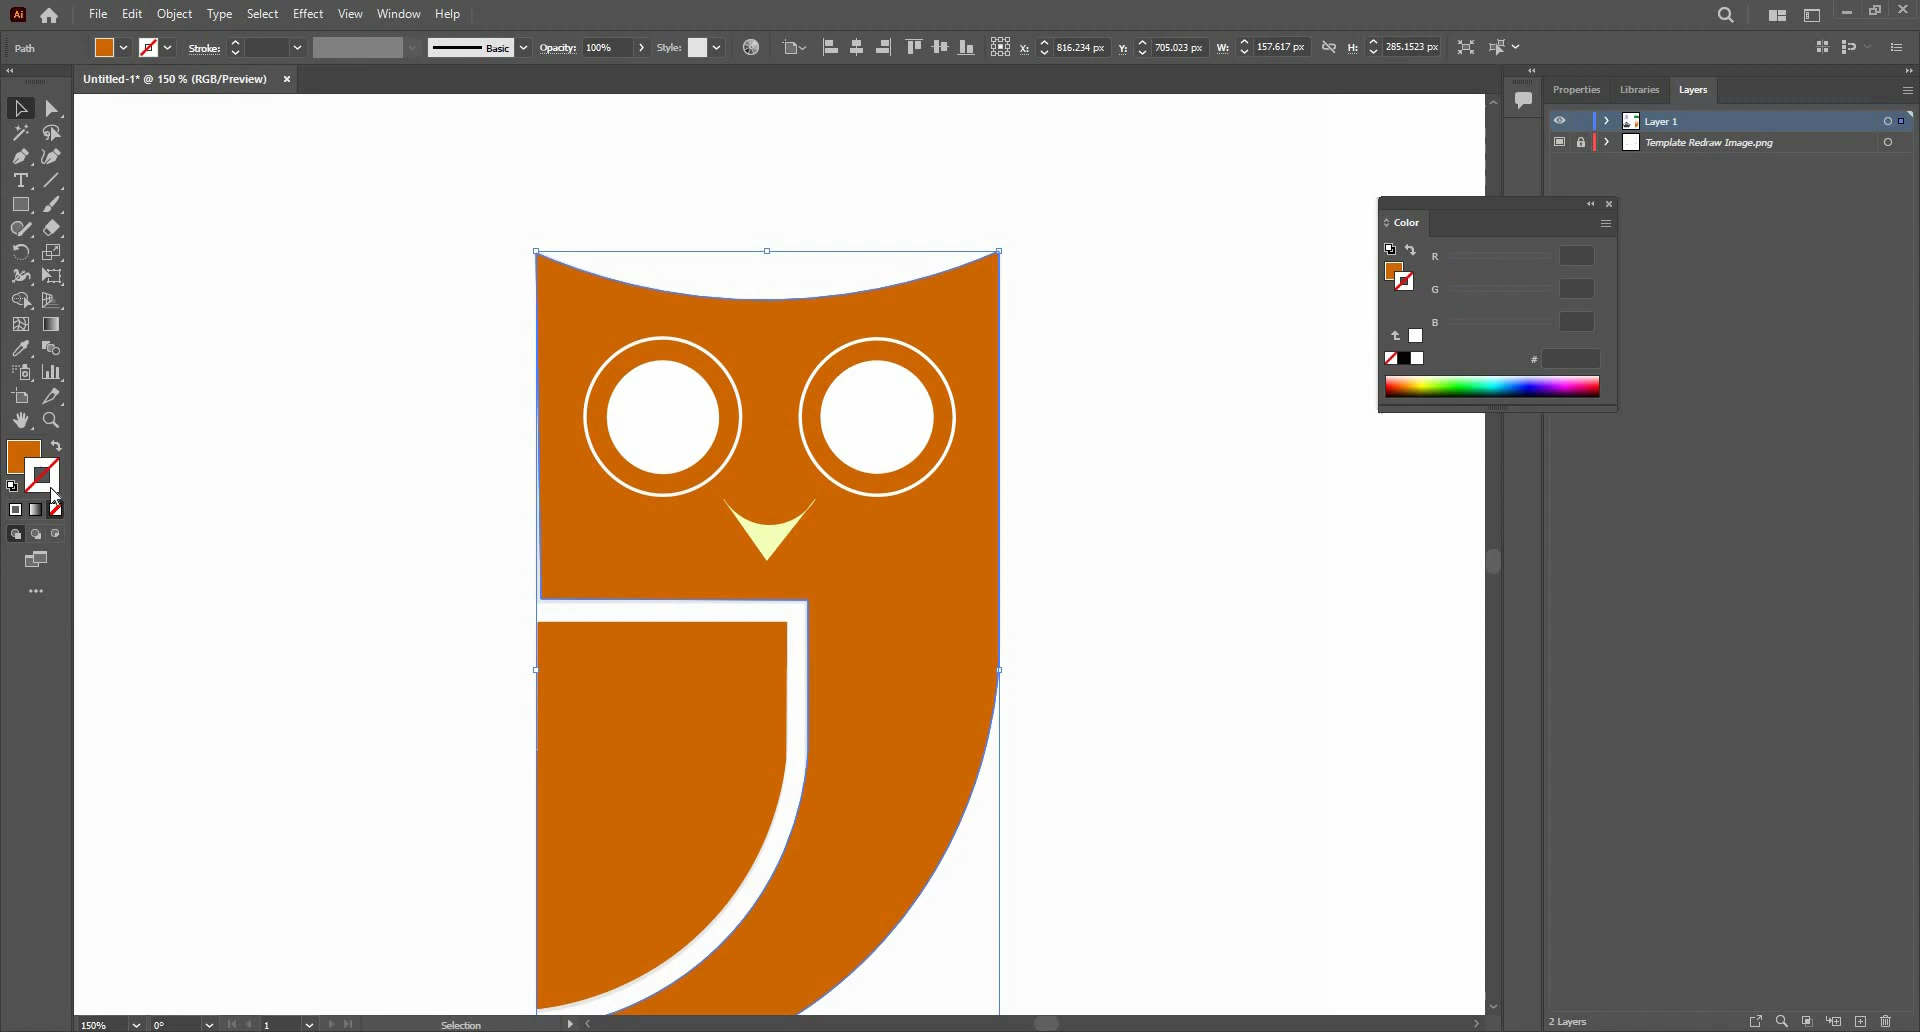 Ai File Edit Object Type Select Effect View Window Help
Path Stroke: Basic Opacity: 100% Style: X: 816.234 px Y: 705.023 px W: 157.617 px H: 285.1523 px
Untitled-1* @ 150 % (RGB/Preview)
Properties Libraries Layers
Layer 1
Template Redraw Image.png
Color
R
G
B
#
150% 0° 1 Selection 2 Layers